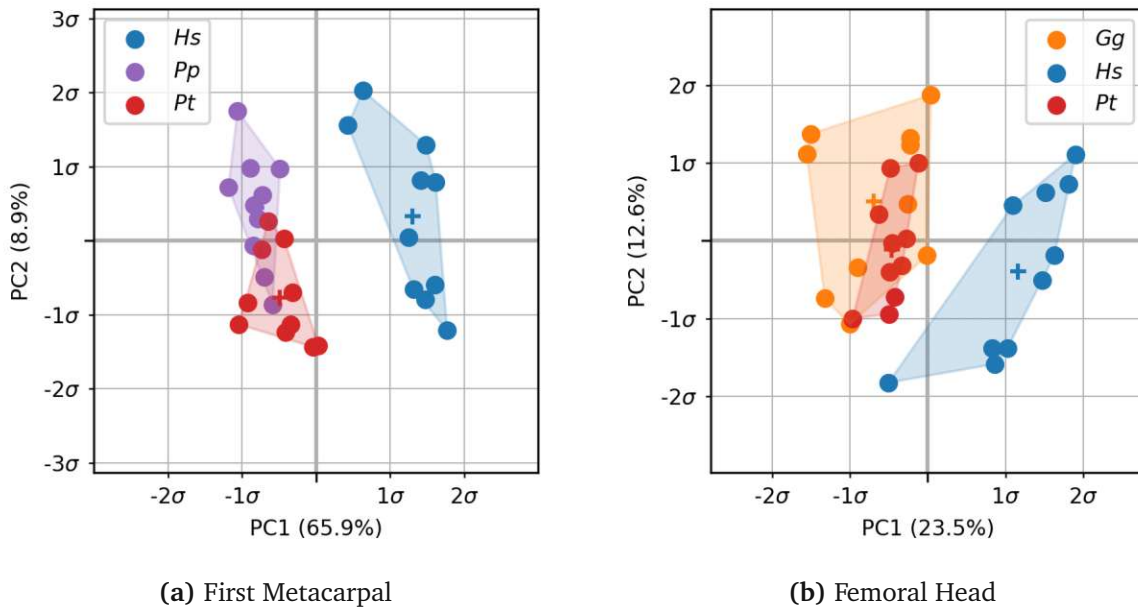 3σ
2σ
1σ
-1σ
-2σ
-3σ
PC2 (8.9%)
Hs
Pp
Pt
-2σ
-1σ
1σ
2σ
PC1 (65.9%)
(a) First Metacarpal
2σ
1σ
-1σ
-2σ
PC2 (12.6%)
Gg
Hs
Pt
-2σ
-1σ
1σ
2σ
PC1 (23.5%)
(b) Femoral Head